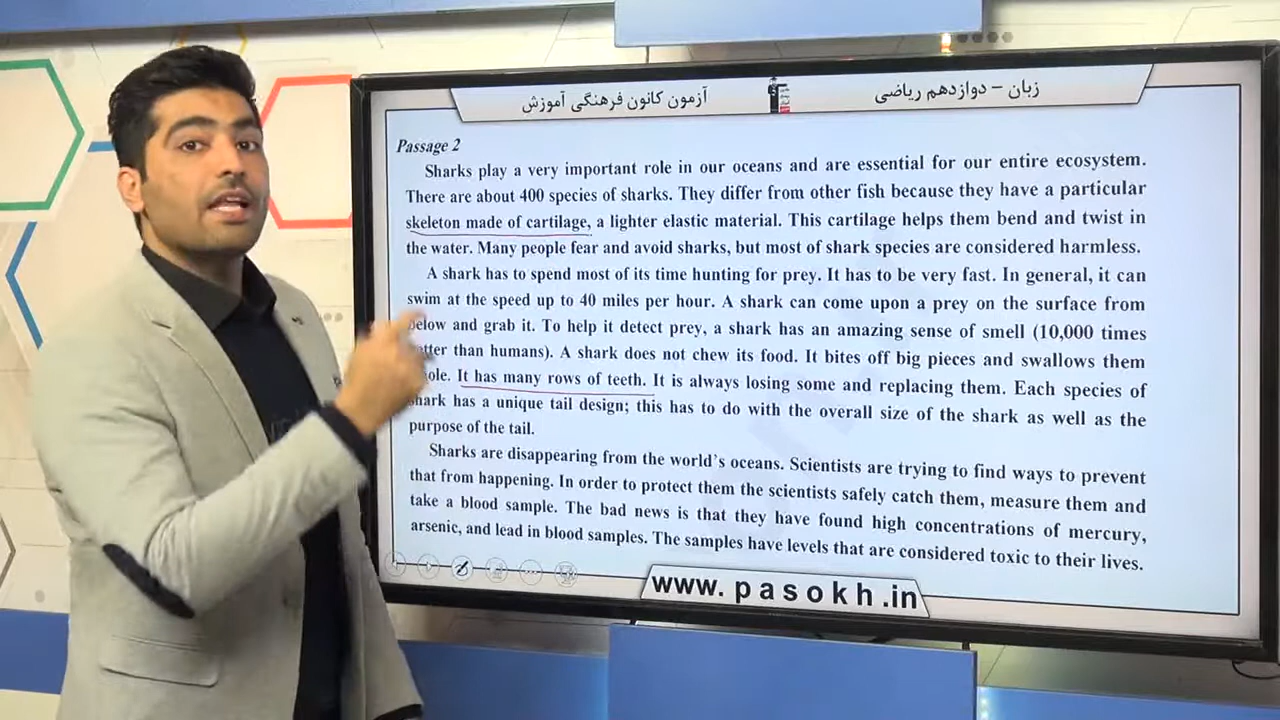 زبان – دوازدهم ریاضی
آزمون کانون فرهنگی آموزش
Passage 2
Sharks play a very important role in our oceans and are essential for our entire ecosystem.
There are about 400 species of sharks. They differ from other fish because they have a particular
skeleton made of cartilage, a lighter elastic material. This cartilage helps them bend and twist in
the water. Many people fear and avoid sharks, but most of shark species are considered harmless.
A shark has to spend most of its time hunting for prey. It has to be very fast. In general, it can
swim at the speed up to 40 miles per hour. A shark can come upon a prey on the surface from
below and grab it. To help it detect prey, a shark has an amazing sense of smell (10,000 times
better than humans). A shark does not chew its food. It bites off big pieces and swallows them
It has many rows of teeth. It is always losing some and replacing them. Each species of
shark has a unique tail design; this has to do with the overall size of the shark as well as the
purpose of the tail.
Sharks are disappearing from the world's oceans. Scientists are trying to find ways to prevent
that from happening. In order to protect them the scientists safely catch them, measure them and
take a blood sample. The bad news is that they have found high concentrations of mercury,
arsenic, and lead in blood samples. The samples have levels that are considered toxic to their lives.
www. pasokh .in